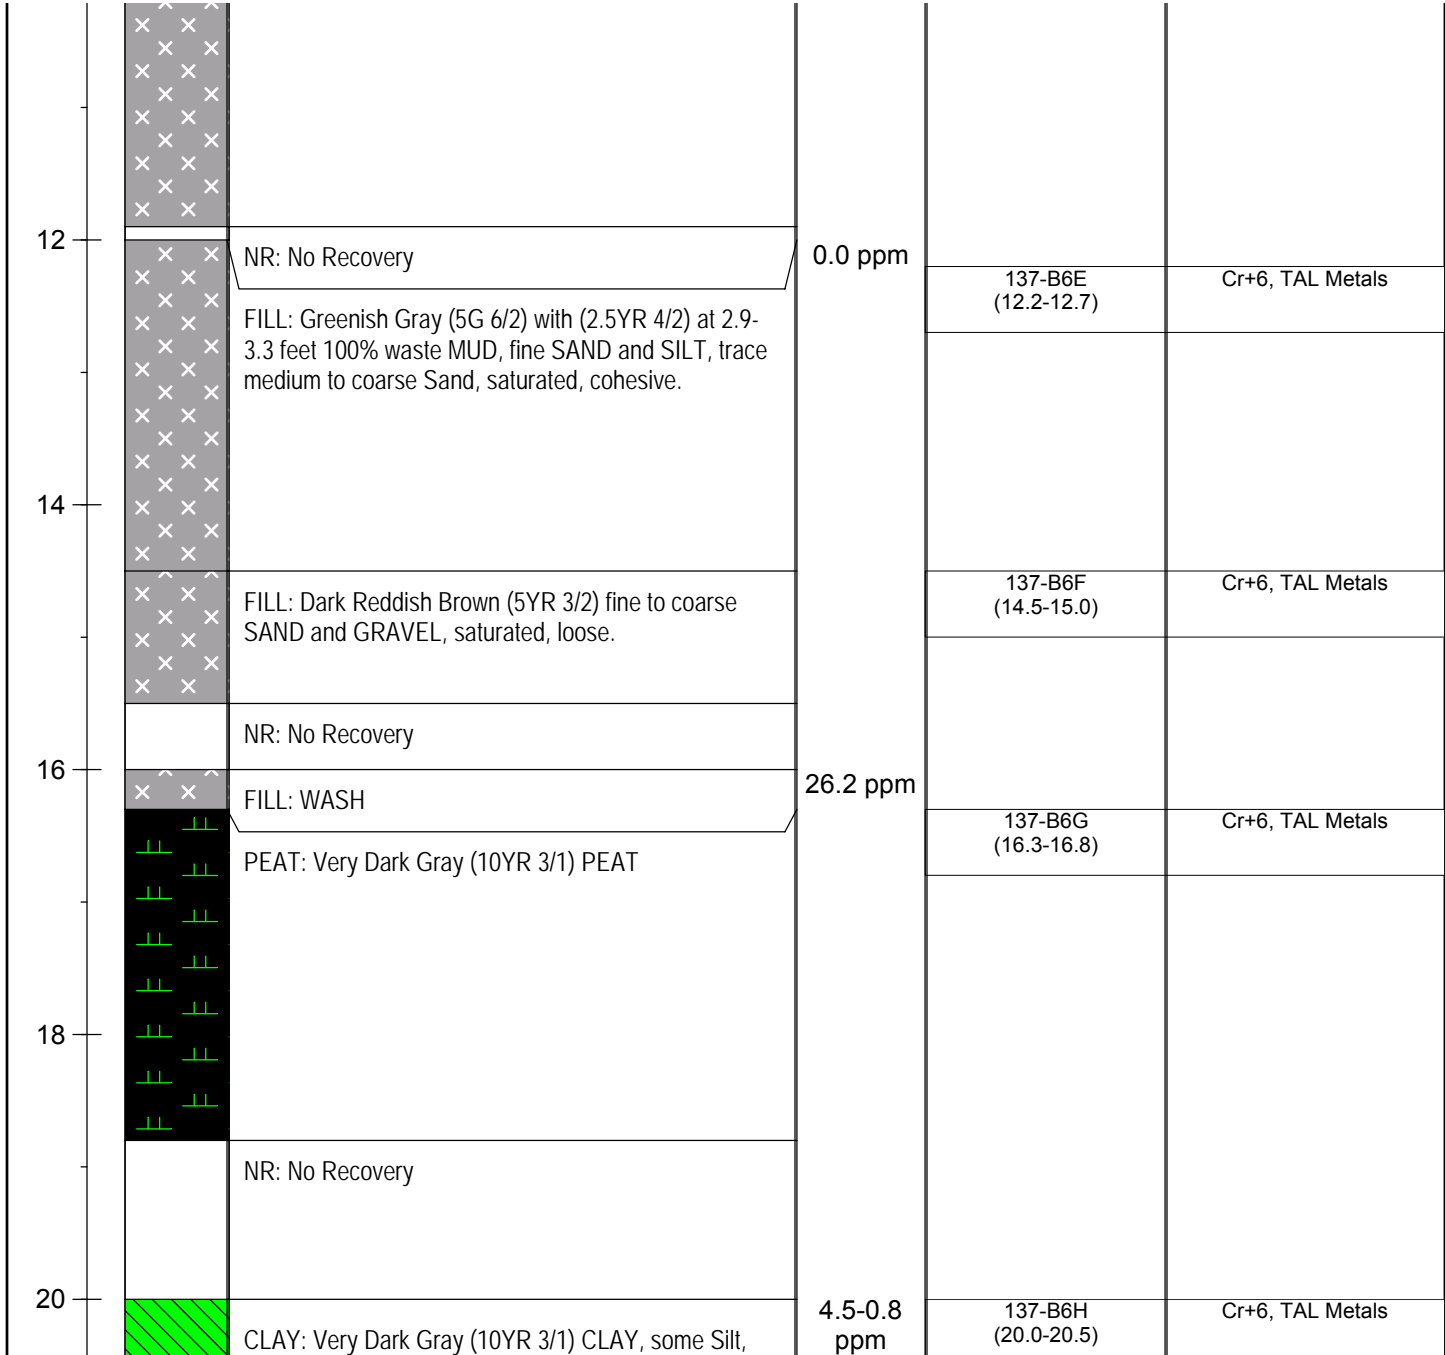 12
NR: No Recovery
0.0 ppm
137-B6E
(12.2-12.7)
Cr+6, TAL Metals
FILL: Greenish Gray (5G 6/2) with (2.5YR 4/2) at 2.9-
3.3 feet 100% waste MUD, fine SAND and SILT, trace
medium to coarse Sand, saturated, cohesive.
14
FILL: Dark Reddish Brown (5YR 3/2) fine to coarse
SAND and GRAVEL, saturated, loose.
137-B6F
(14.5-15.0)
Cr+6, TAL Metals
NR: No Recovery
16
FILL: WASH
26.2 ppm
137-B6G
(16.3-16.8)
Cr+6, TAL Metals
PEAT: Very Dark Gray (10YR 3/1) PEAT
18
NR: No Recovery
20
CLAY: Very Dark Gray (10YR 3/1) CLAY, some Silt,
4.5-0.8
ppm
137-B6H
(20.0-20.5)
Cr+6, TAL Metals